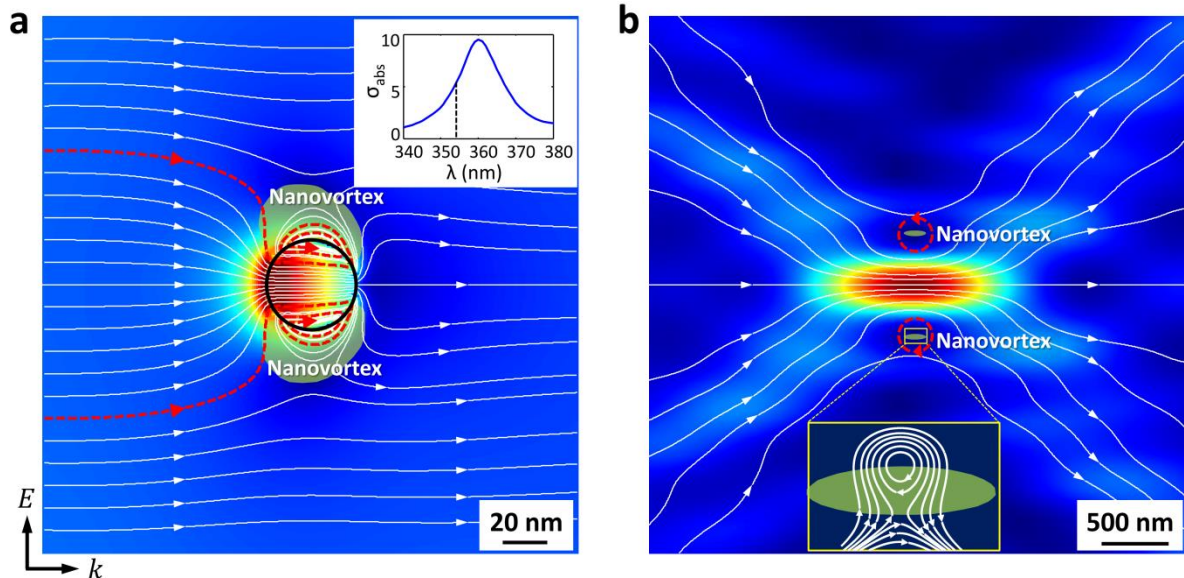 a
10
5
0
σabs
340 350 360 370 380
λ (nm)
Nanovortex
Nanovortex
E
k
20 nm
b
Nanovortex
Nanovortex
500 nm